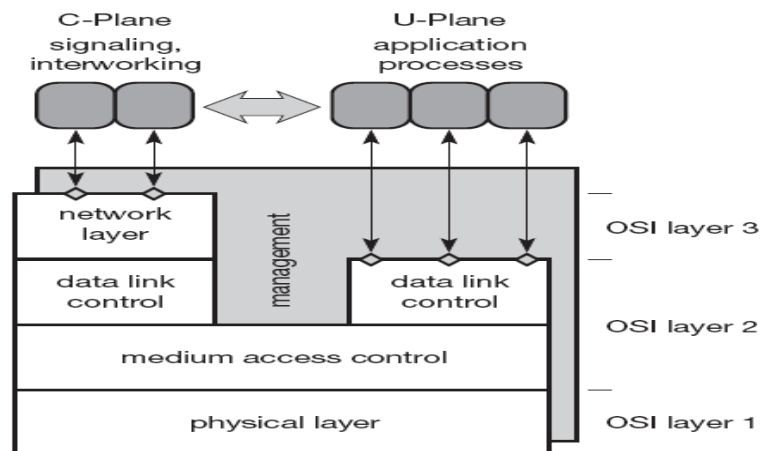 C-Plane
signaling,
interworking
U-Plane
application
processes
network
layer
data link
control
management
data link
control
medium access control
physical layer
OSI layer 3
OSI layer 2
OSI layer 1